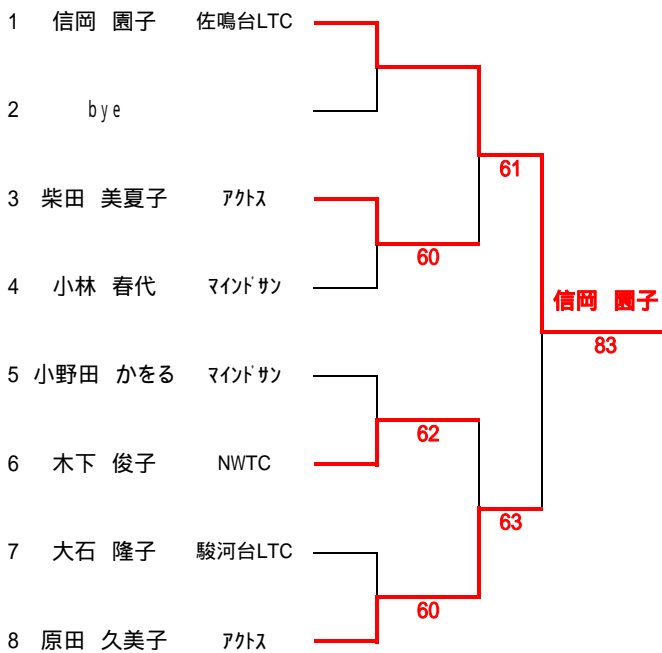 1 信岡 園子 佐鳴台LTC
2 bye
61
3 柴田 美夏子 アクトス
60
4 小林 春代 マインドサン
信岡 園子
83
5 小野田 かをる マインドサン
62
6 木下 俊子 NWTC
63
7 大石 隆子 駿河台LTC
60
8 原田 久美子 アクトス